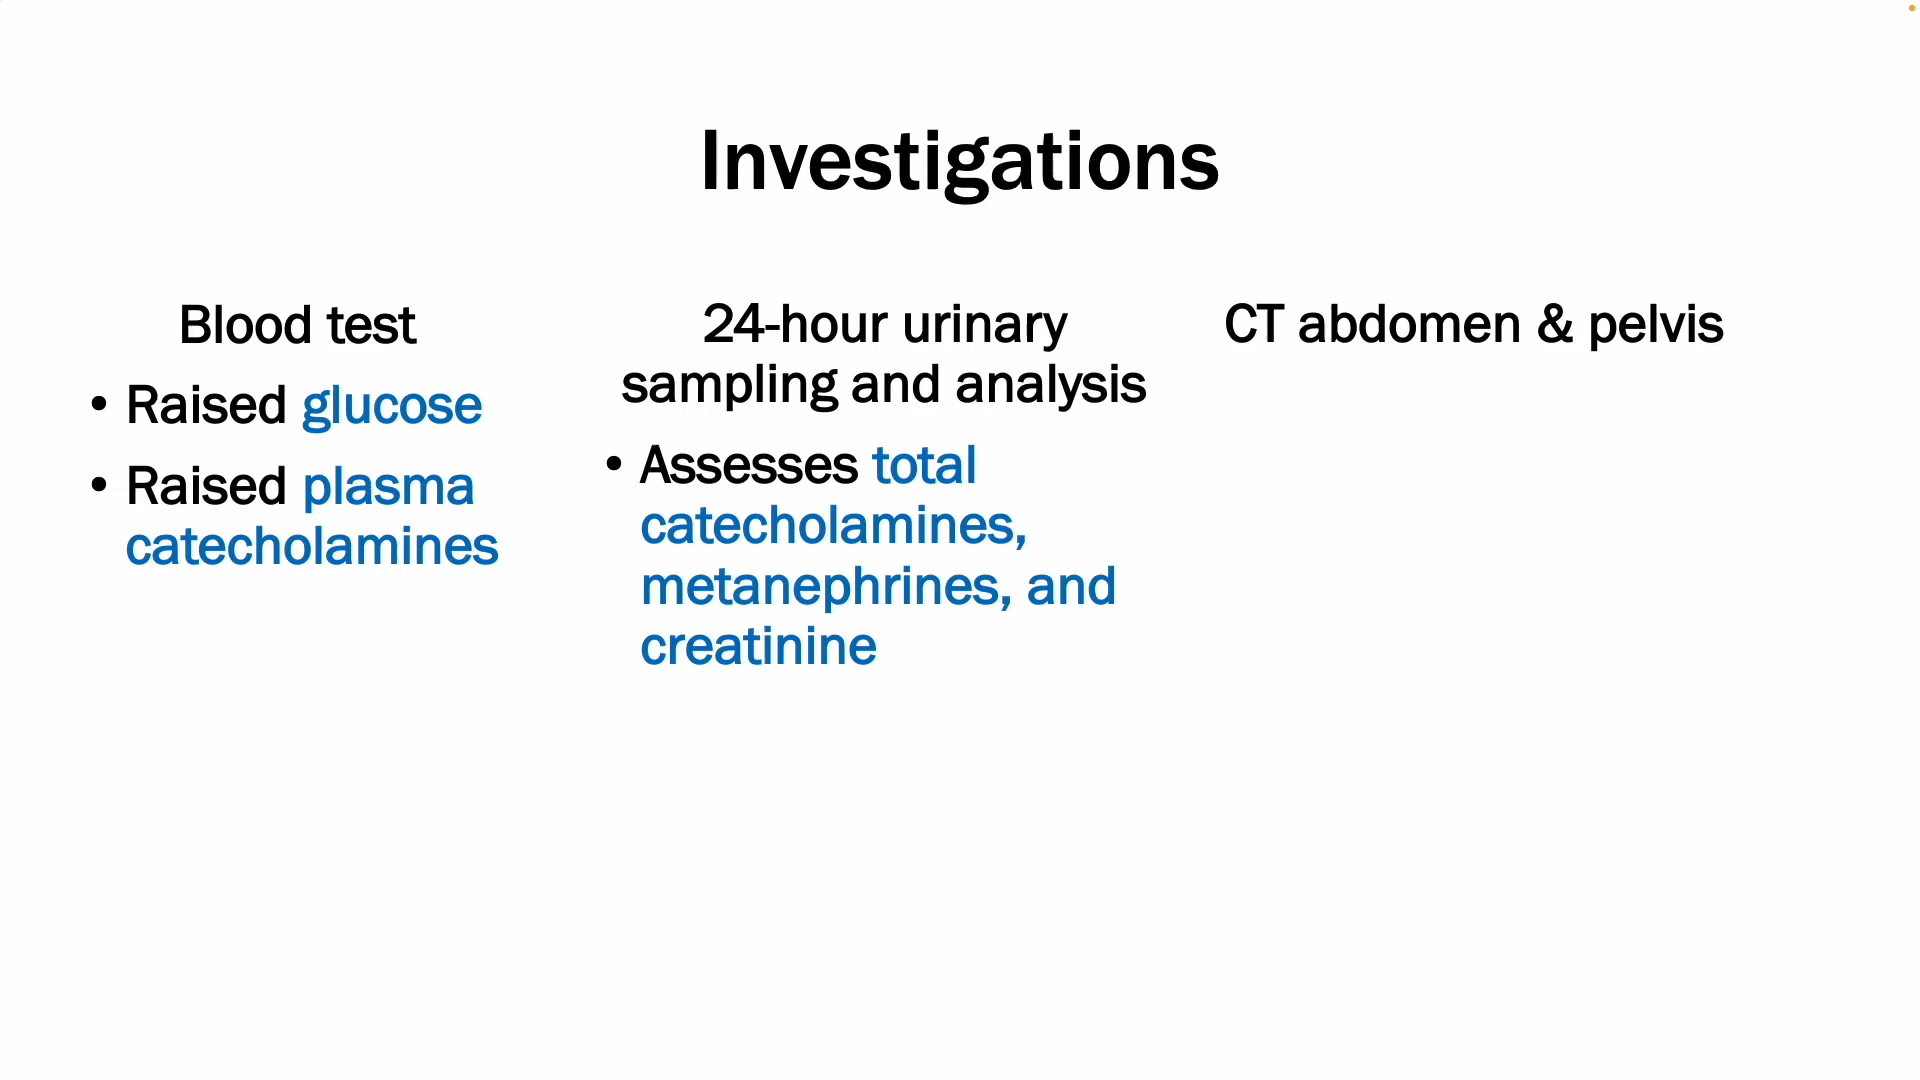 Investigations
Blood test
• Raised glucose
• Raised plasma
catecholamines
24-hour urinary
sampling and analysis
• Assesses total
catecholamines,
metanephrines, and
creatinine
CT abdomen & pelvis